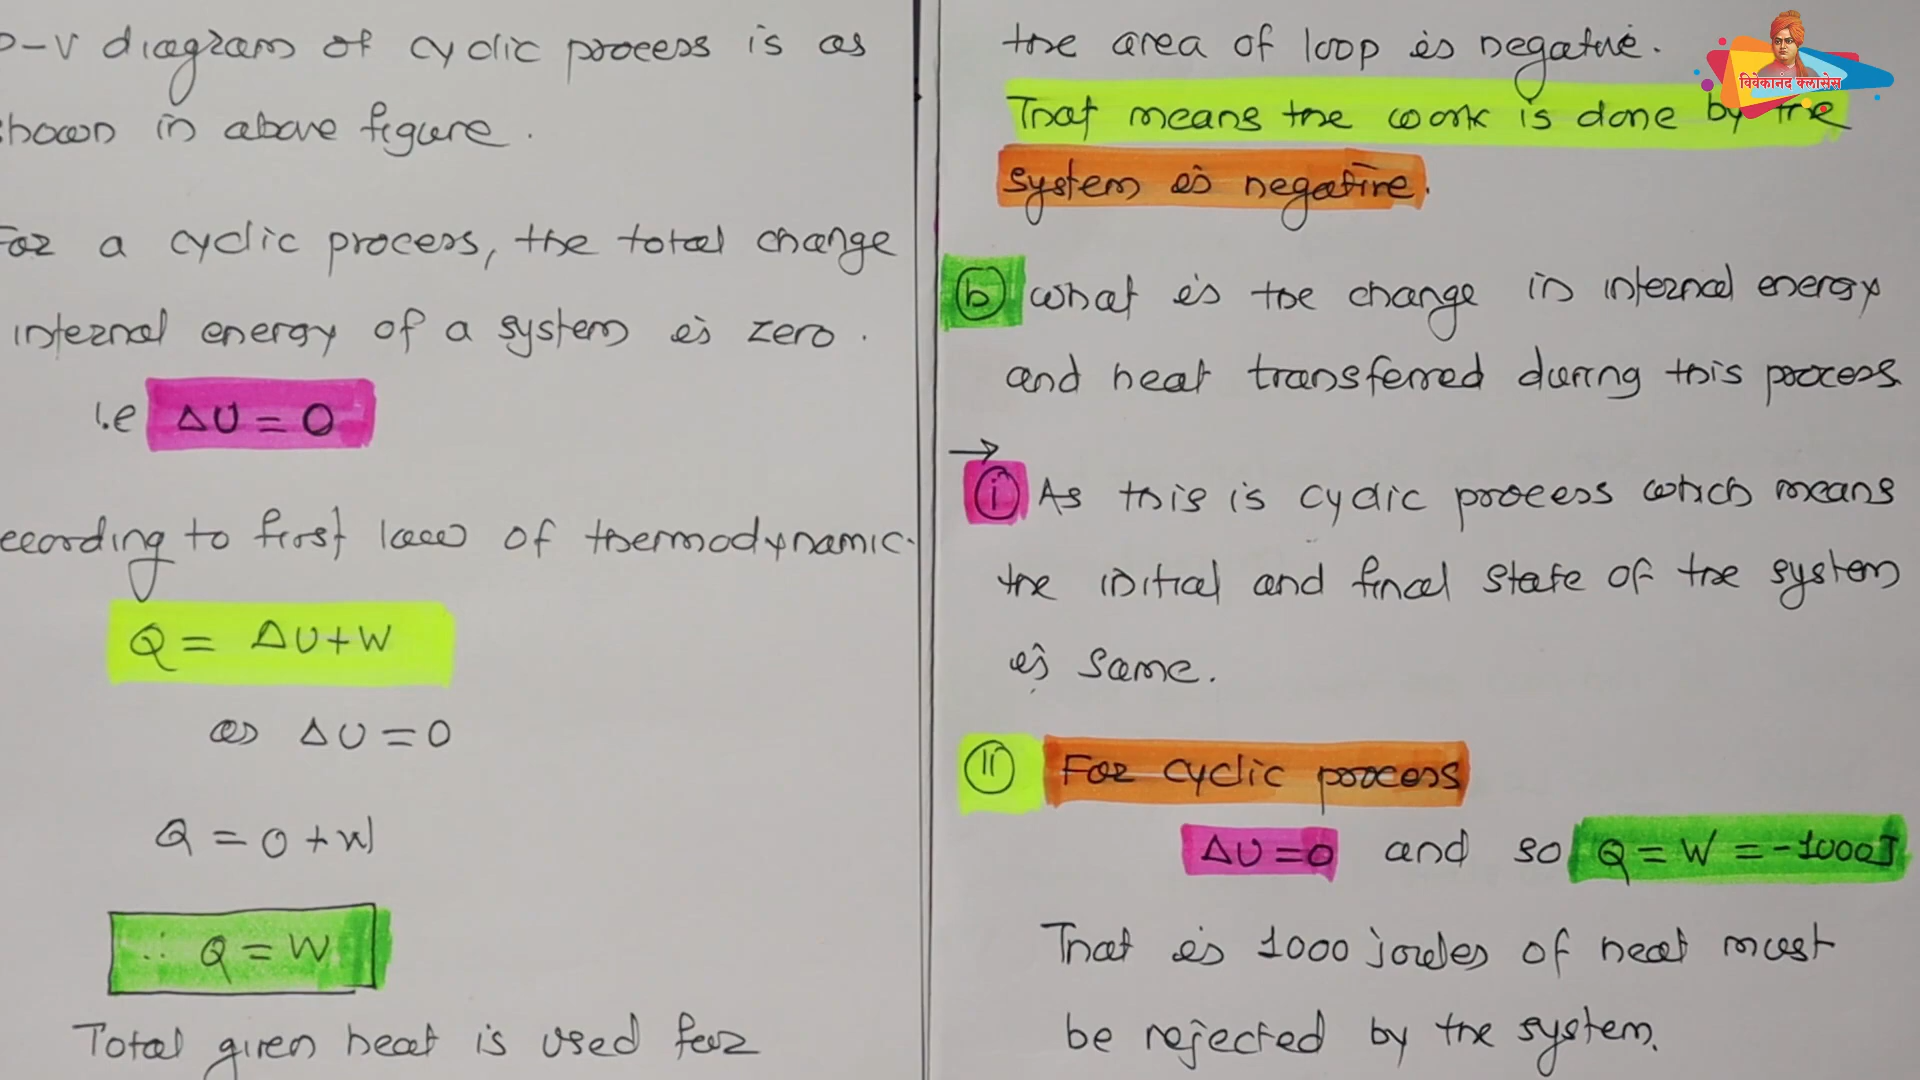 P-V diagram of cyclic process is as
shown in above figure.
For a cyclic process, the total change
internal energy of a system is zero.
i.e ΔU = 0
ccording to first law of thermodynamic.
Q = ΔU+W
as ΔU = 0
Q = 0 + W
∴ Q = W
Total given heat is used for
the area of loop is negative.
That means the work is done by the
system is negative.
b What is the change in internal energy
and heat transferred during this process
→
i As this is cyclic process which means
the initial and final state of the system
is same.
ii For cyclic process
ΔU=0 and so Q = W = -1000J
That is 1000 joules of heat must
be rejected by the system.
विवेकानंद क्लासेस